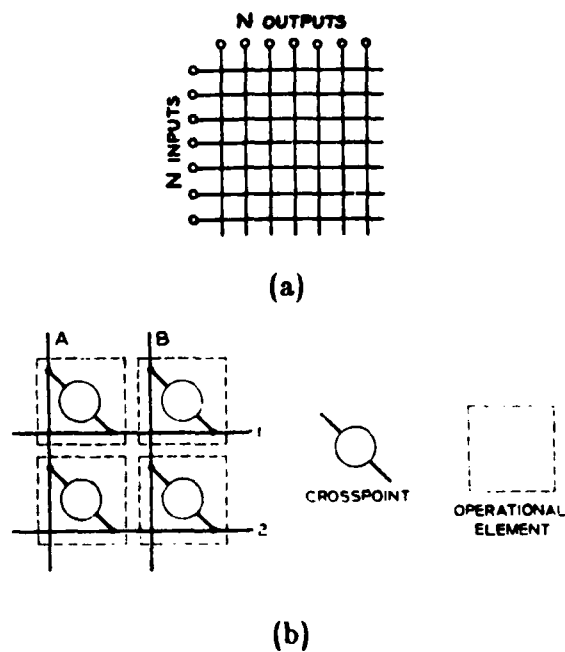 N OUTPUTS
N INPUTS
(a)
A B
1
2
CROSSPOINT
OPERATIONAL
ELEMENT
(b)